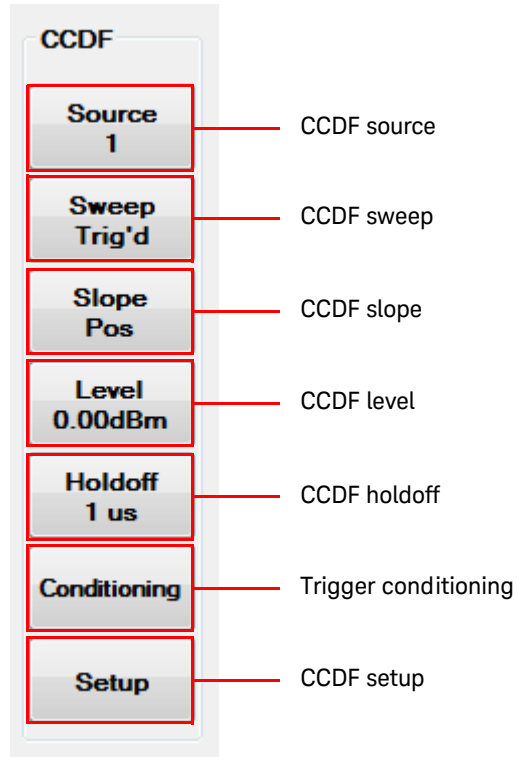 CCDF
Source
1
CCDF source
Sweep
Trig'd
CCDF sweep
Slope
Pos
CCDF slope
Level
0.00dBm
CCDF level
Holdoff
1 us
CCDF holdoff
Conditioning
Trigger conditioning
Setup
CCDF setup